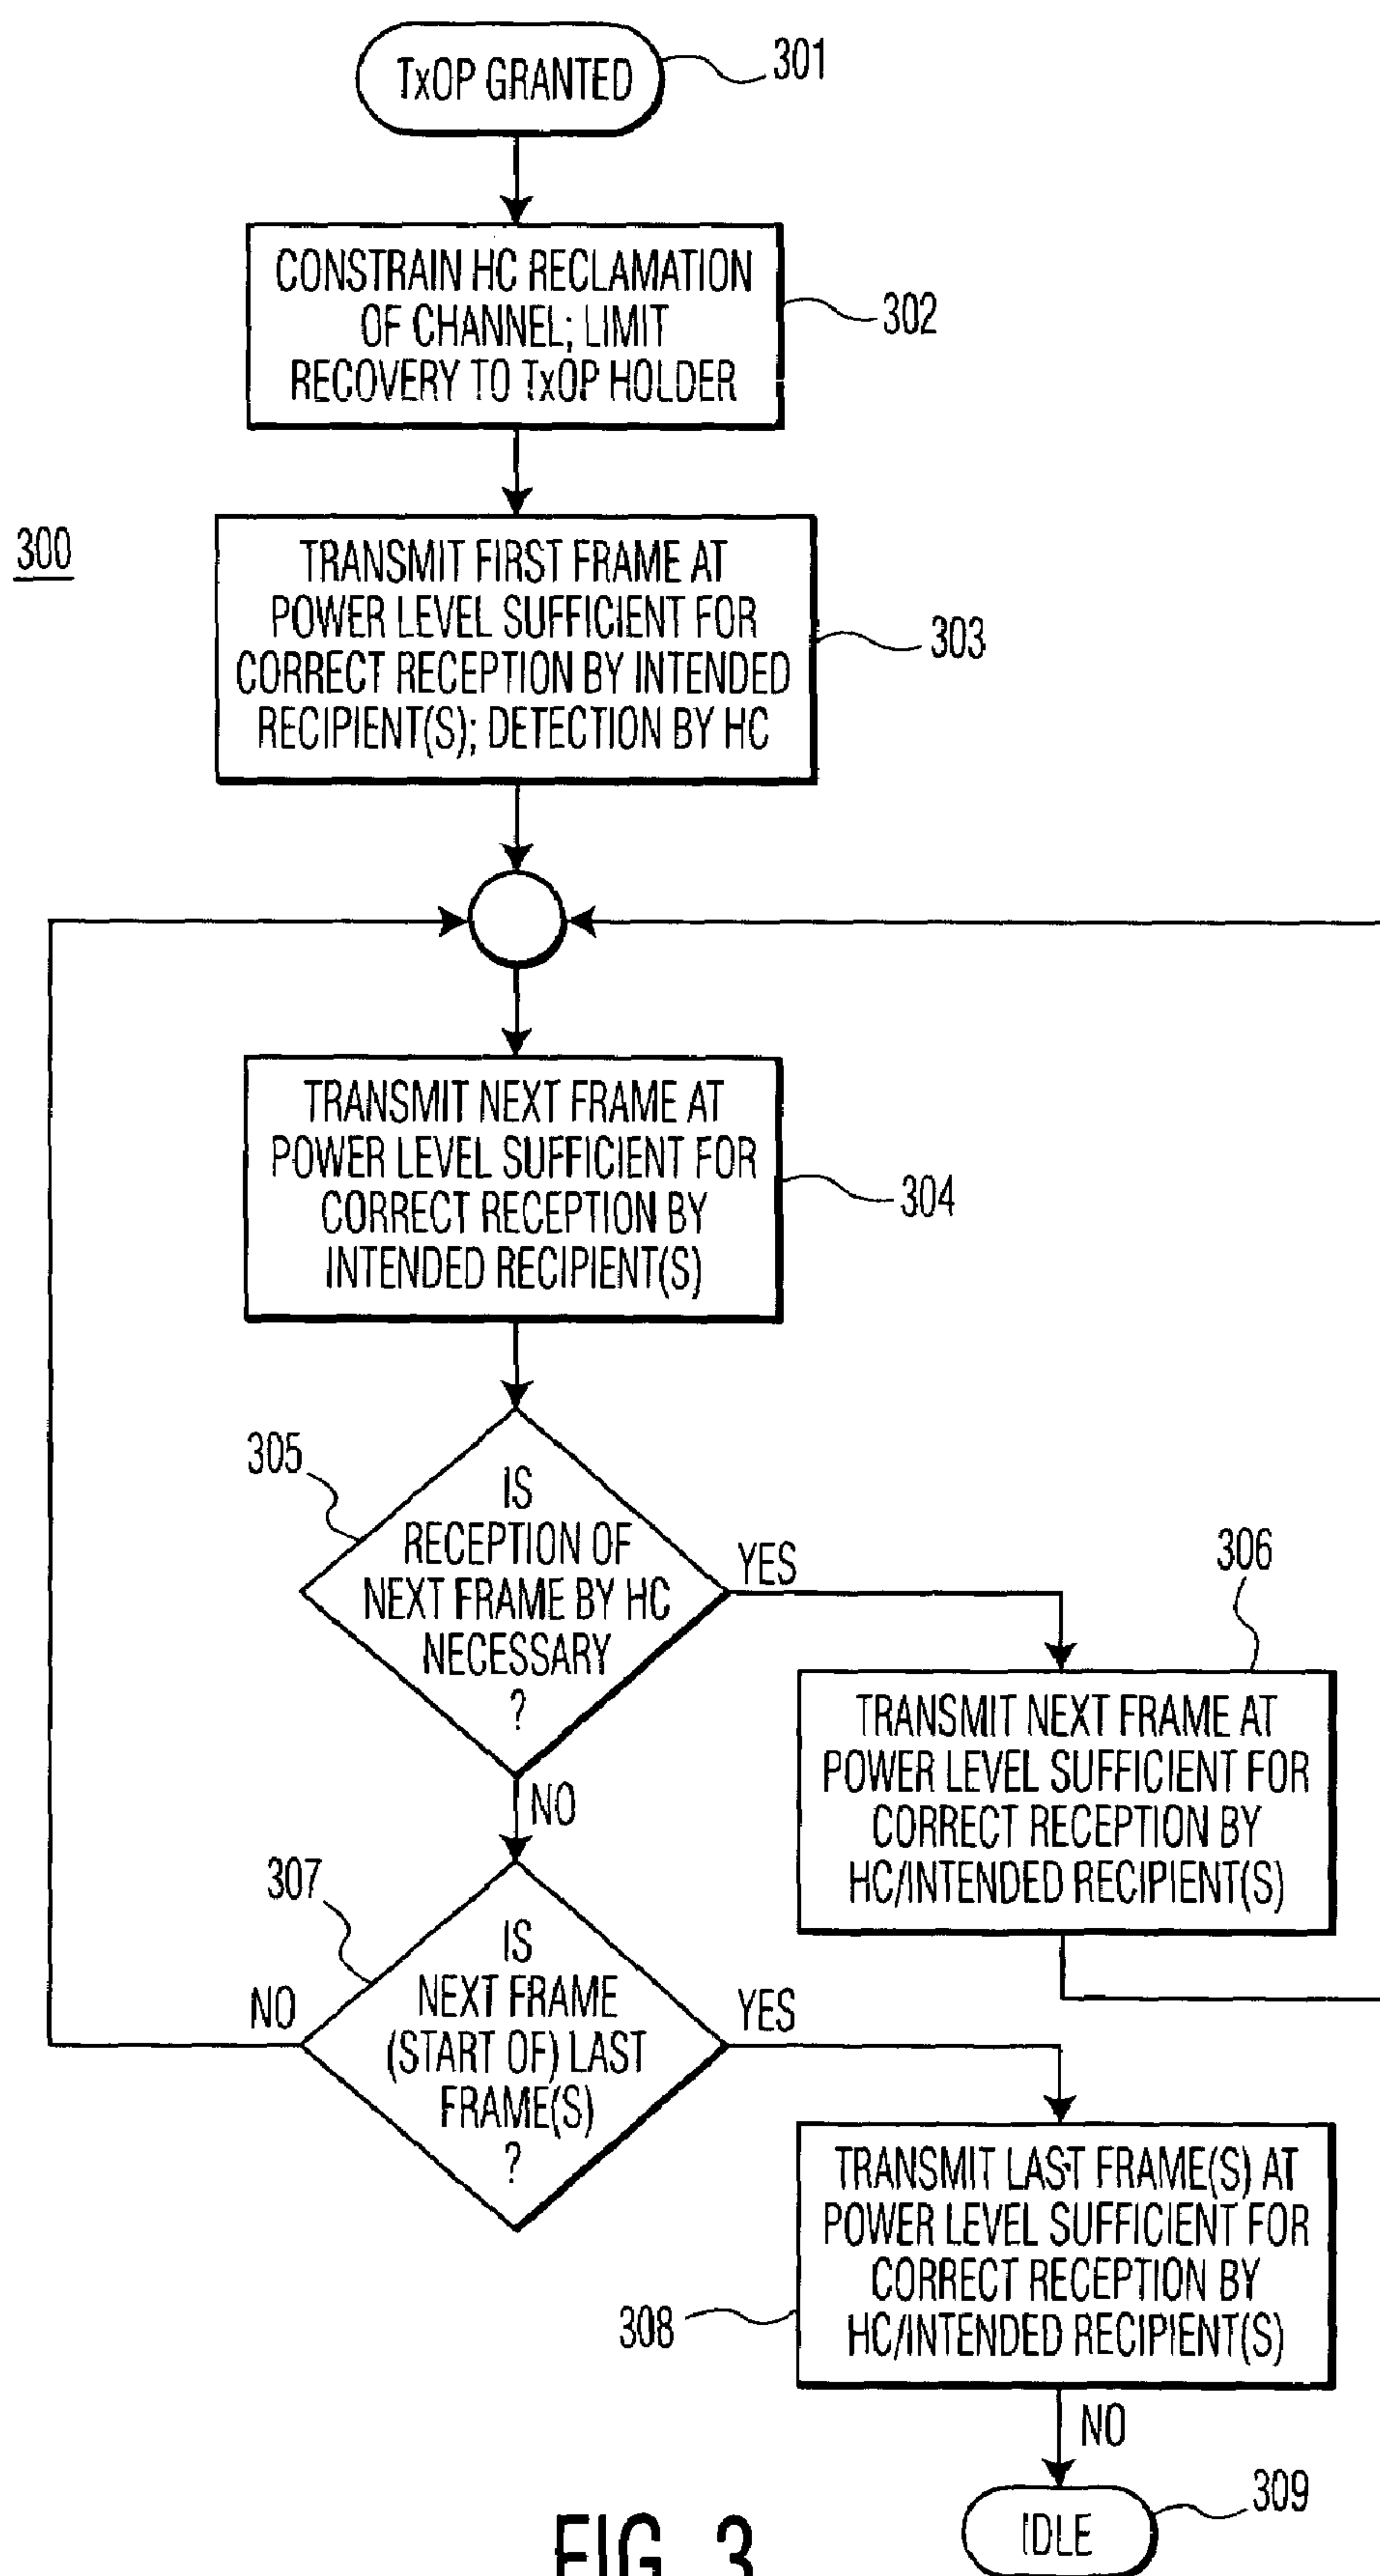 TxOP GRANTED
301
CONSTRAIN HC RECLAMATION
OF CHANNEL; LIMIT
RECOVERY TO TxOP HOLDER
302
300
TRANSMIT FIRST FRAME AT
POWER LEVEL SUFFICIENT FOR
CORRECT RECEPTION BY INTENDED
RECIPIENT(S); DETECTION BY HC
303
TRANSMIT NEXT FRAME AT
POWER LEVEL SUFFICIENT FOR
CORRECT RECEPTION BY
INTENDED RECIPIENT(S)
304
305
IS
RECEPTION OF
NEXT FRAME BY HC
NECESSARY
?
YES
NO
306
TRANSMIT NEXT FRAME AT
POWER LEVEL SUFFICIENT FOR
CORRECT RECEPTION BY
HC/INTENDED RECIPIENT(S)
307
IS
NEXT FRAME
(START OF) LAST
FRAME(S)
?
NO
YES
TRANSMIT LAST FRAME(S) AT
POWER LEVEL SUFFICIENT FOR
CORRECT RECEPTION BY
HC/INTENDED RECIPIENT(S)
308
NO
IDLE
309
FIG. 3